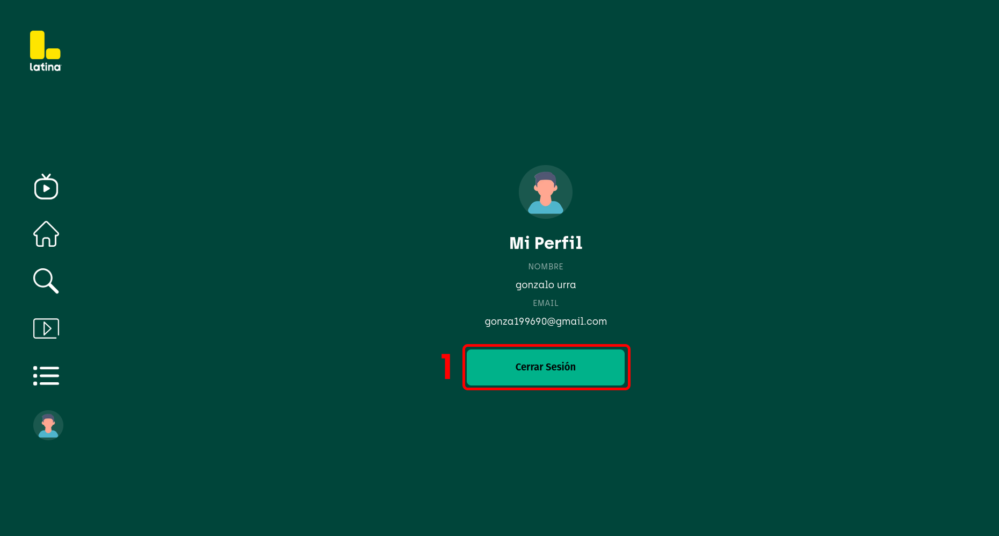 latina
Mi Perfil
NOMBRE
gonzalo urra
EMAIL
gonza199690@gmail.com
1
Cerrar Sesión